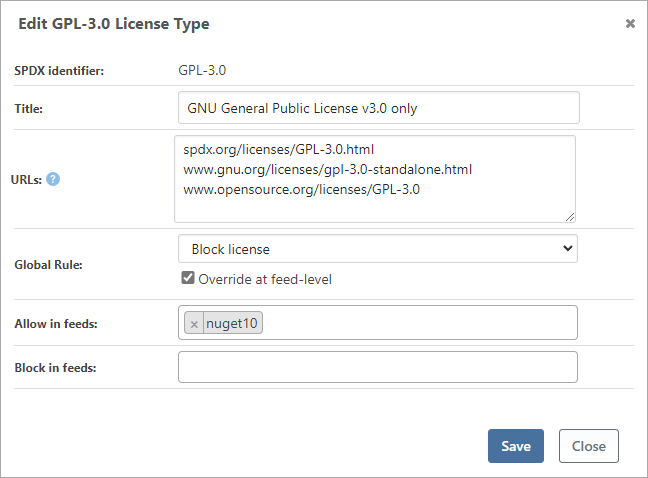 Edit GPL-3.0 License Type
×
SPDX identifier: GPL-3.0
Title: GNU General Public License v3.0 only
URLs: ?
spdx.org/licenses/GPL-3.0.html
www.gnu.org/licenses/gpl-3.0-standalone.html
www.opensource.org/licenses/GPL-3.0
Global Rule: Block license
Override at feed-level
Allow in feeds: × nuget10
Block in feeds:
Save Close